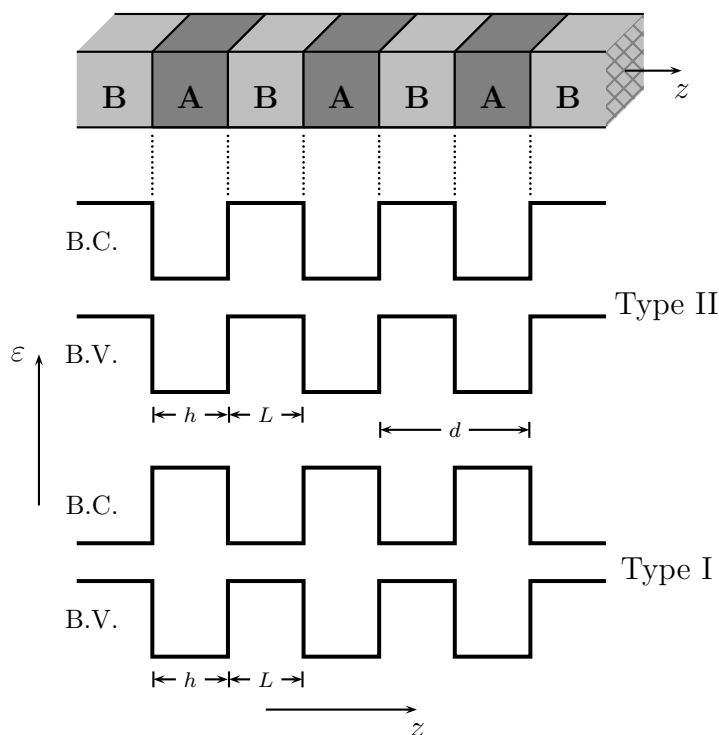 B A B A B A B
z
B.C.
Type II
B.V.
ε
h L d
B.C.
Type I
B.V.
h L
z